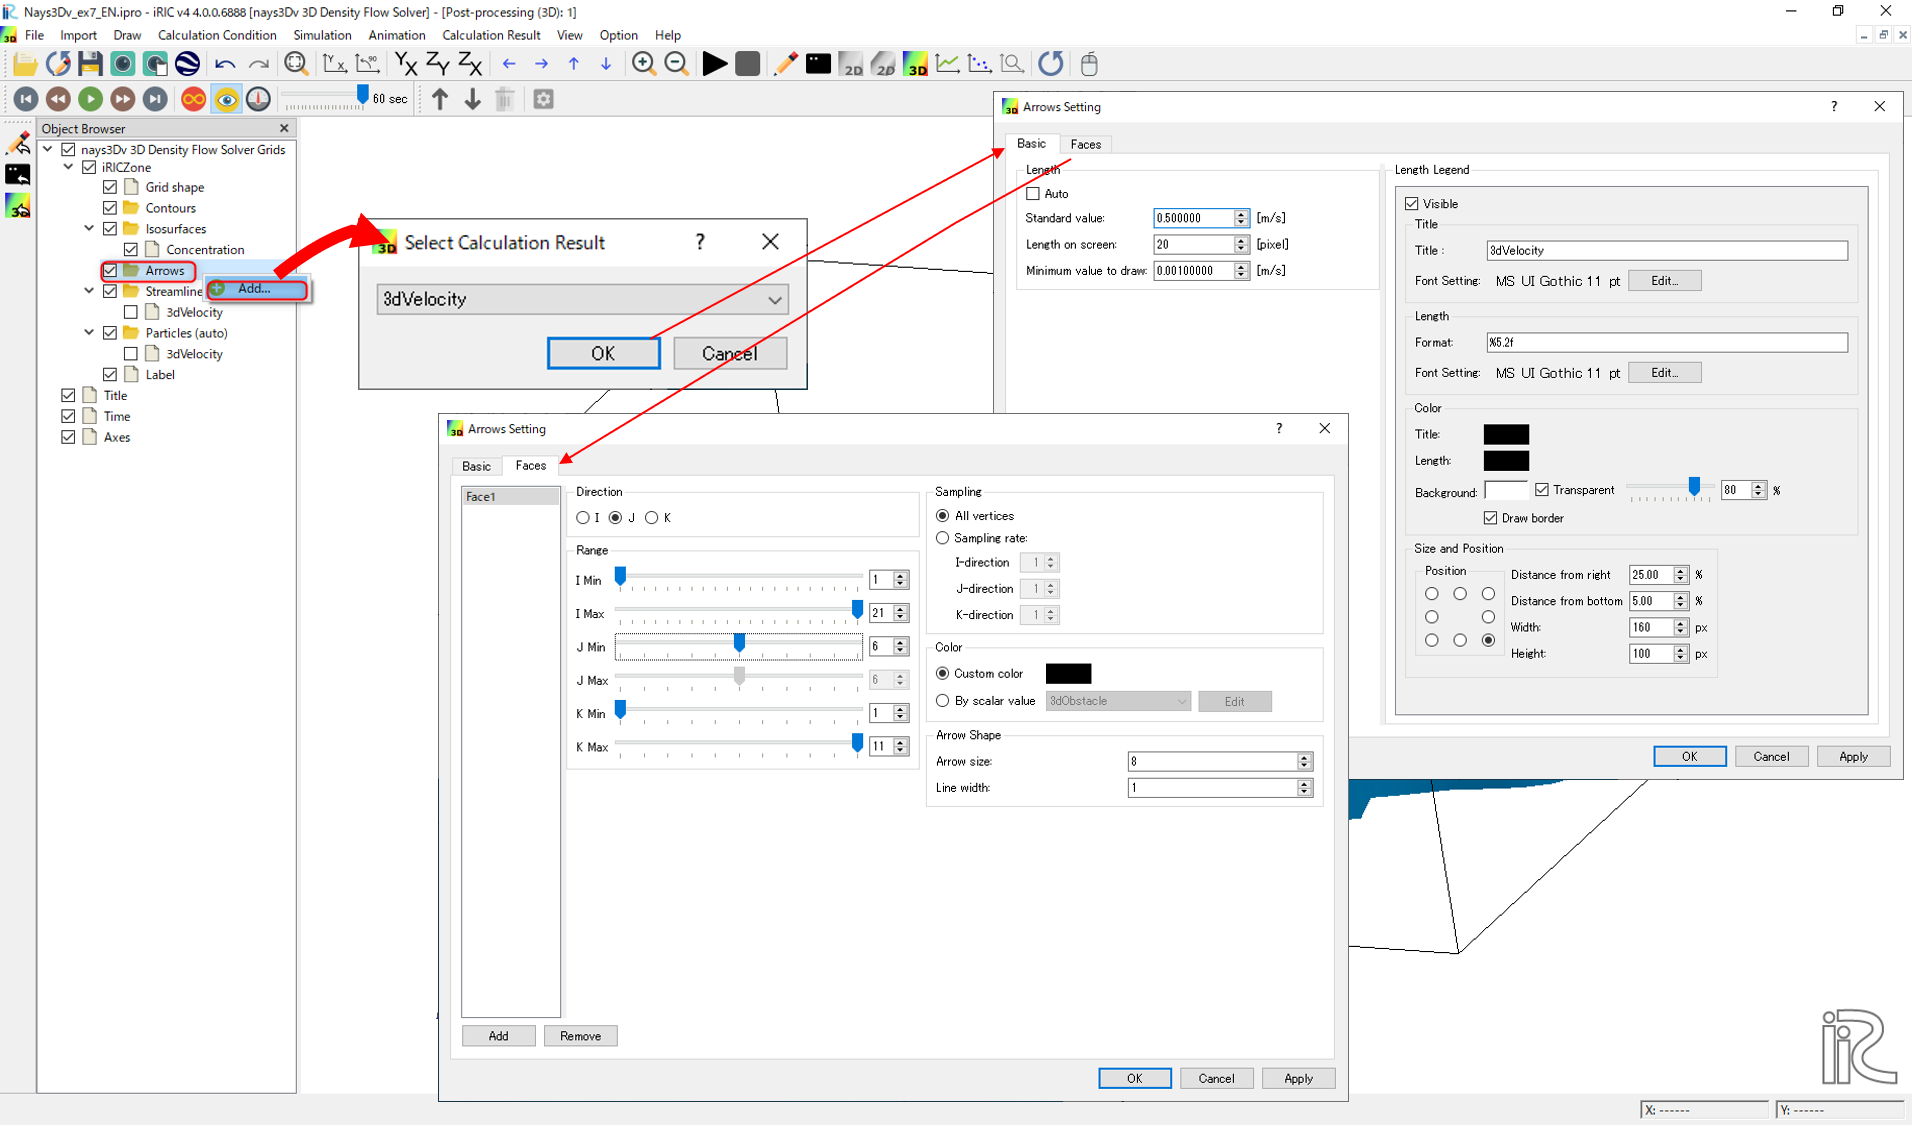 Nays3Dv_ex7_EN.ipro - iRIC v4 4.0.0.6888 [nays3Dv 3D Density Flow Solver] - [Post-processing (3D): 1]
File Import Draw Calculation Condition Simulation Animation Calculation Result View Option Help
60 sec
Object Browser
nays3Dv 3D Density Flow Solver Grids
iRICZone
Grid shape
Contours
Isosurfaces
Concentration
Arrows
Add...
Streamline
3dVelocity
Particles (auto)
3dVelocity
Label
Title
Time
Axes
Select Calculation Result ?
3dVelocity
OK Cancel
Arrows Setting ?
Basic Faces
Length
Auto
Standard value: 0.500000 [m/s]
Length on screen: 20 [pixel]
Minimum value to draw: 0.00100000 [m/s]
Length Legend
Visible
Title
Title : 3dVelocity
Font Setting: MS UI Gothic 11 pt Edit...
Length
Format: %5.2f
Font Setting: MS UI Gothic 11 pt Edit...
Color
Title:
Length:
Background: Transparent 80 %
Draw border
Size and Position
Position
Distance from right 25.00 %
Distance from bottom 5.00 %
Width: 160 px
Height: 100 px
OK Cancel Apply
Arrows Setting ?
Basic Faces
Face1
Direction
I J K
Range
I Min 1
I Max 21
J Min 6
J Max 6
K Min 1
K Max 11
Sampling
All vertices
Sampling rate:
I-direction 1
J-direction 1
K-direction 1
Color
Custom color
By scalar value 3dObstacle Edit
Arrow Shape
Arrow size: 8
Line width: 1
Add Remove
OK Cancel Apply
iRIC
X: ------ Y: ------